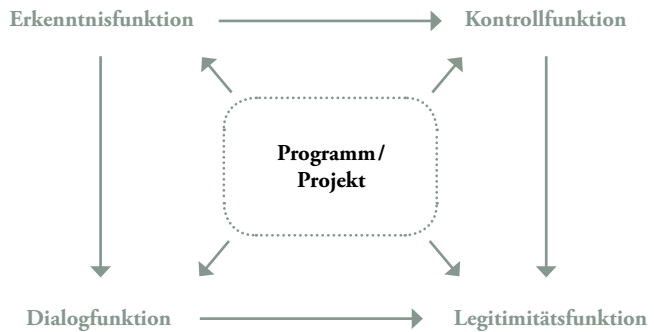 Erkenntnisfunktion
Kontrollfunktion
Programm/
Projekt
Dialogfunktion
Legitimitätsfunktion